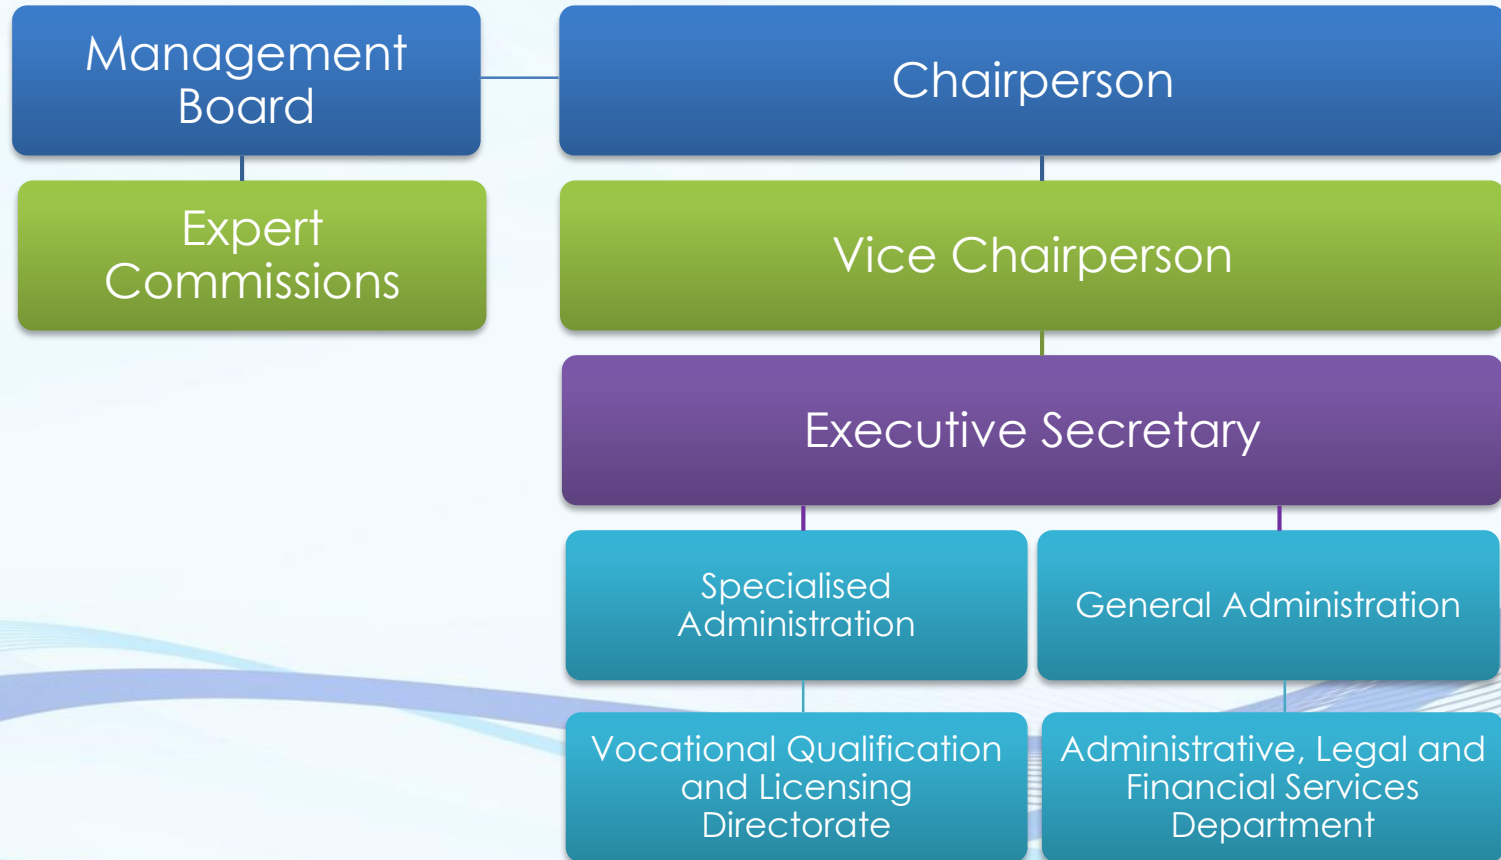 Management
Board
Chairperson
Expert
Commissions
Vice Chairperson
Executive Secretary
Specialised
Administration
General Administration
Vocational Qualification
and Licensing
Directorate
Administrative, Legal and
Financial Services
Department